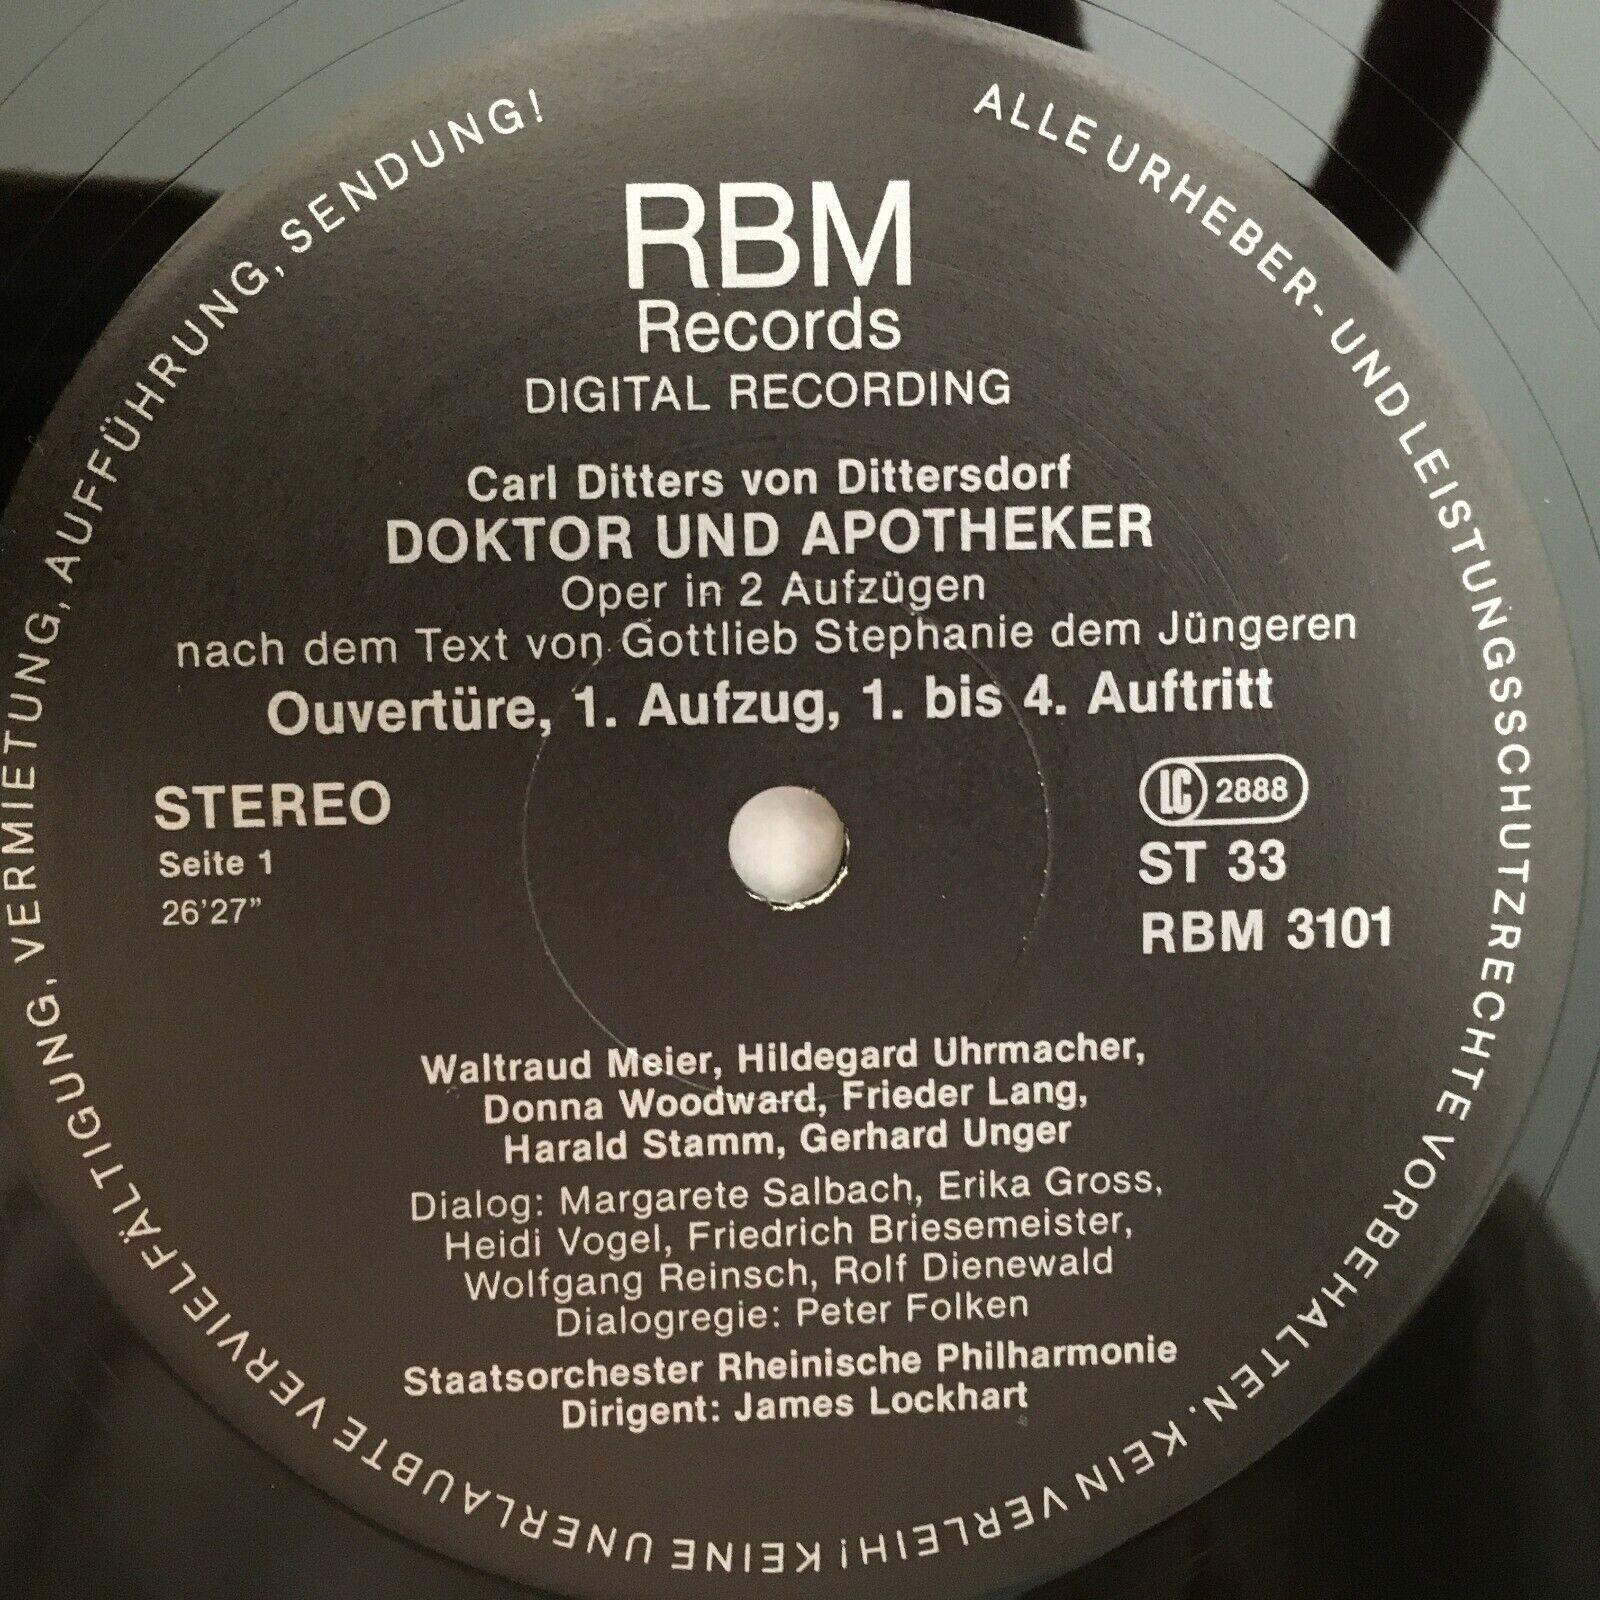 RBM
Records
DIGITAL RECORDING
Carl Ditters von Dittersdorf
DOKTOR UND APOTHEKER
Oper in 2 Aufzügen
nach dem Text von Gottlieb Stephanie dem Jüngeren
Ouvertüre, 1. Aufzug, 1. bis 4. Auftritt
STEREO
Seite 1
26'27”
LC 2888
ST 33
RBM 3101
Waltraud Meier, Hildegard Uhrmacher,
Donna Woodward, Frieder Lang,
Harald Stamm, Gerhard Unger
Dialog: Margarete Salbach, Erika Gross,
Heidi Vogel, Friedrich Briesemeister,
Wolfgang Reinsch, Rolf Dienewald
Dialogregie: Peter Folken
Staatsorchester Rheinische Philharmonie
Dirigent: James Lockhart
ALLE URHEBER- UND LEISTUNGSSCHUTZRECHTE VORBEHALTEN. KEIN VERLEIH! KEINE UNERLAUBTE VERVIELFÄLTIGUNG, VERMIETUNG, AUFFÜHRUNG, SENDUNG!